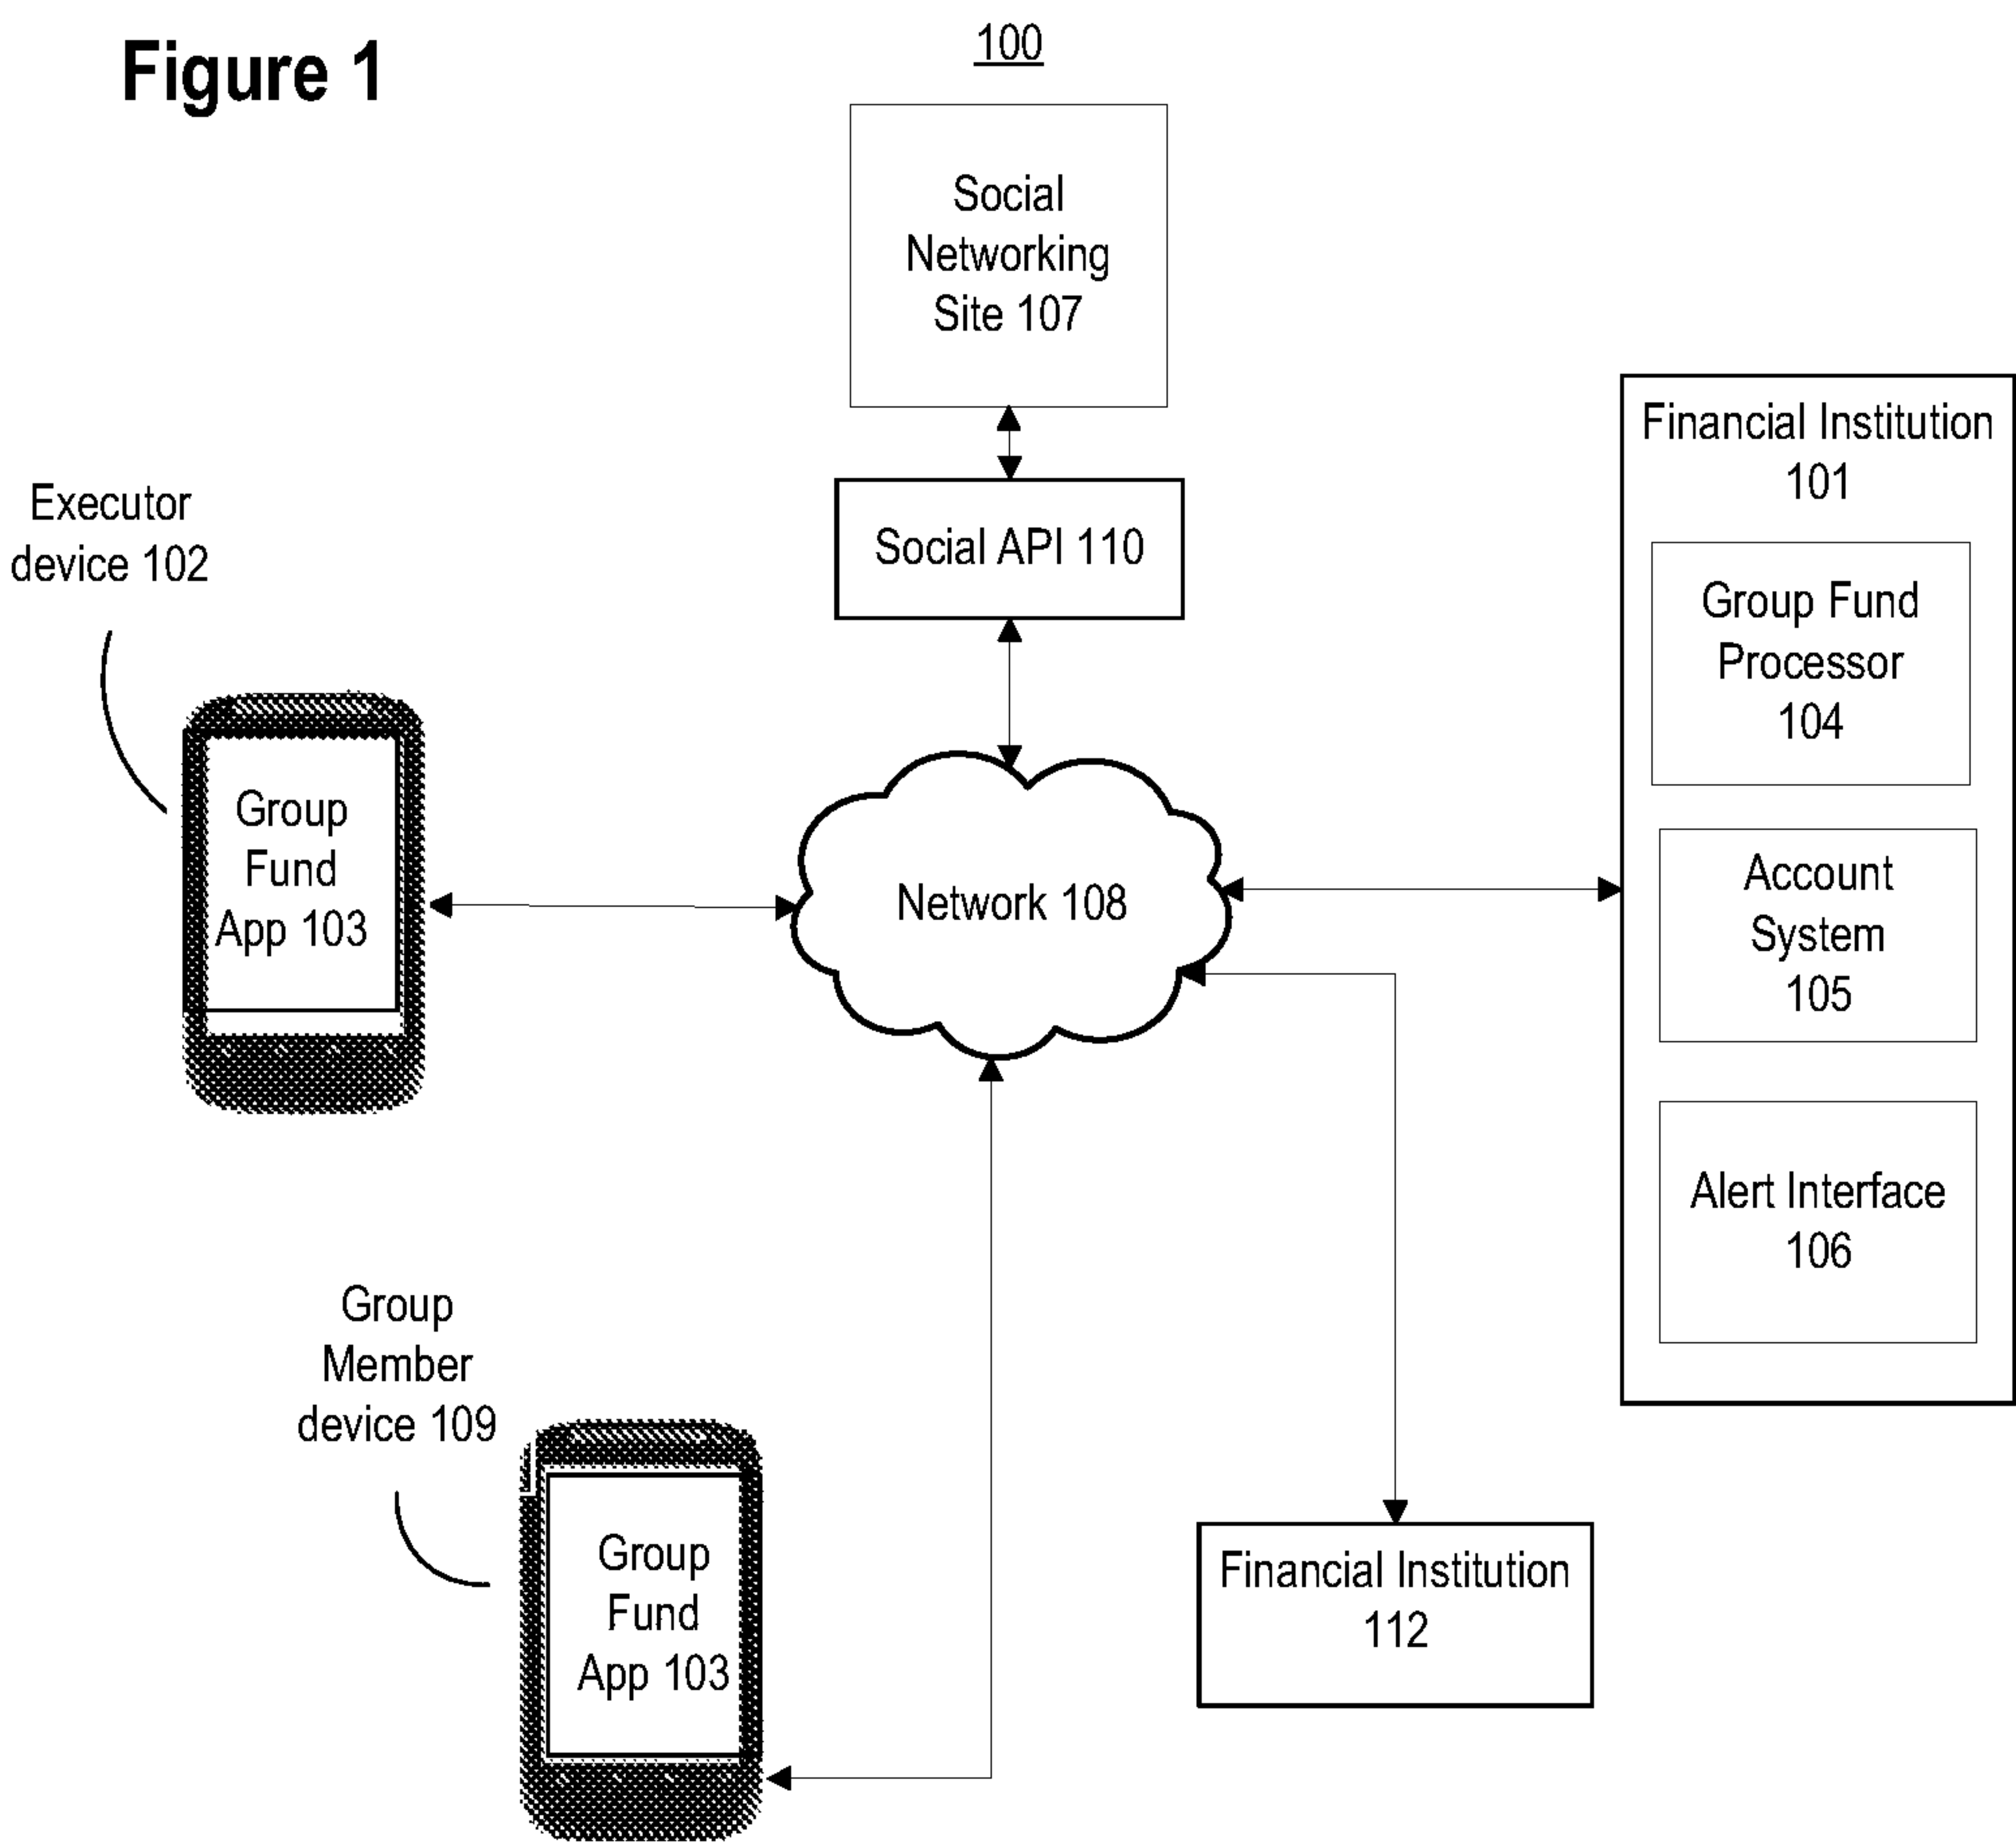 Figure 1
100
Social
Networking
Site 107
Social API 110
Executor
device 102
Group
Fund
App 103
Network 108
Financial Institution
101
Group Fund
Processor
104
Account
System
105
Alert Interface
106
Group
Member
device 109
Group
Fund
App 103
Financial Institution
112